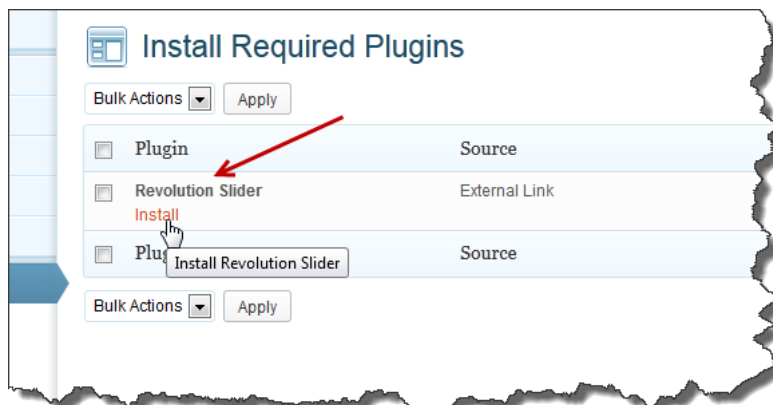 Install Required Plugins
Bulk Actions Apply
Plugin Source
Revolution Slider External Link
Install
Install Revolution Slider
Source
Bulk Actions Apply